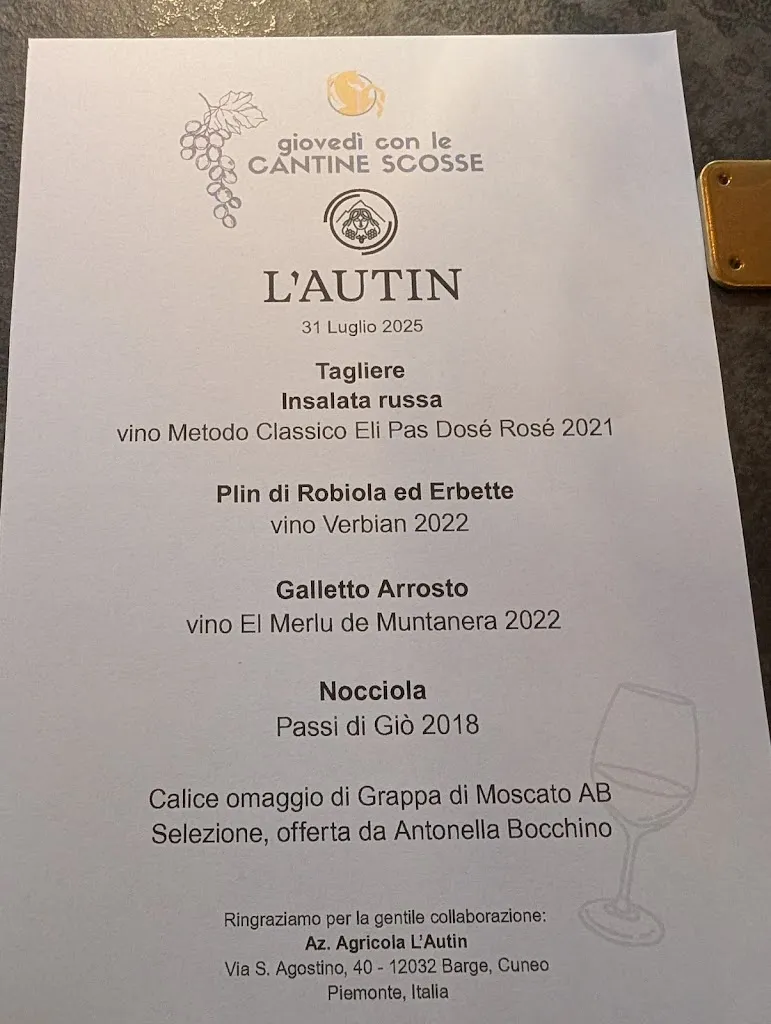 giovedì con le
CANTINE SCOSSE
L'AUTIN
31 Luglio 2025
Tagliere
Insalata russa
vino Metodo Classico Eli Pas Dosé Rosé 2021
Plin di Robiola ed Erbette
vino Verbian 2022
Galletto Arrosto
vino El Merlu de Muntanera 2022
Nocciola
Passi di Giò 2018
Calice omaggio di Grappa di Moscato AB
Selezione, offerta da Antonella Bocchino
Ringraziamo per la gentile collaborazione:
Az. Agricola L'Autin
Via S. Agostino, 40 - 12032 Barge, Cuneo
Piemonte, Italia